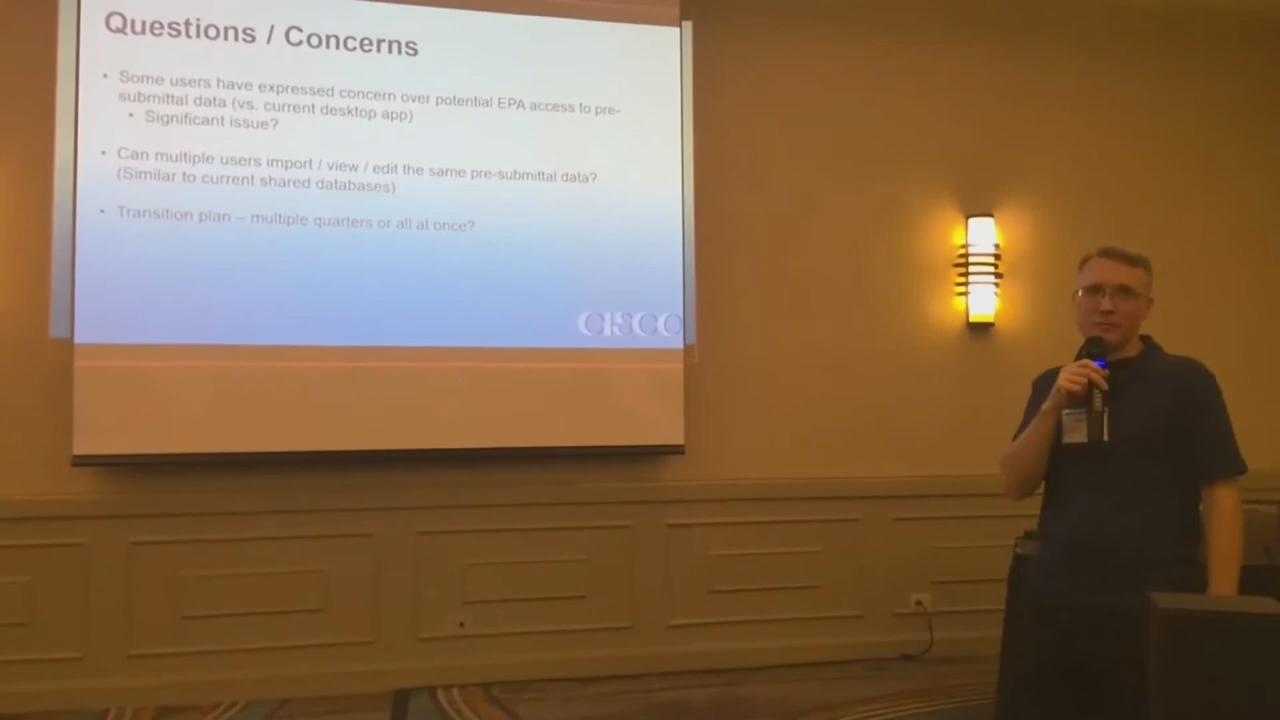 Questions / Concerns
• Some users have expressed concern over potential EPA access to pre-
submittal data (vs. current desktop app)
• Significant issue?
• Can multiple users import / view / edit the same pre-submittal data?
(Similar to current shared databases)
• Transition plan – multiple quarters or all at once?
CISCO